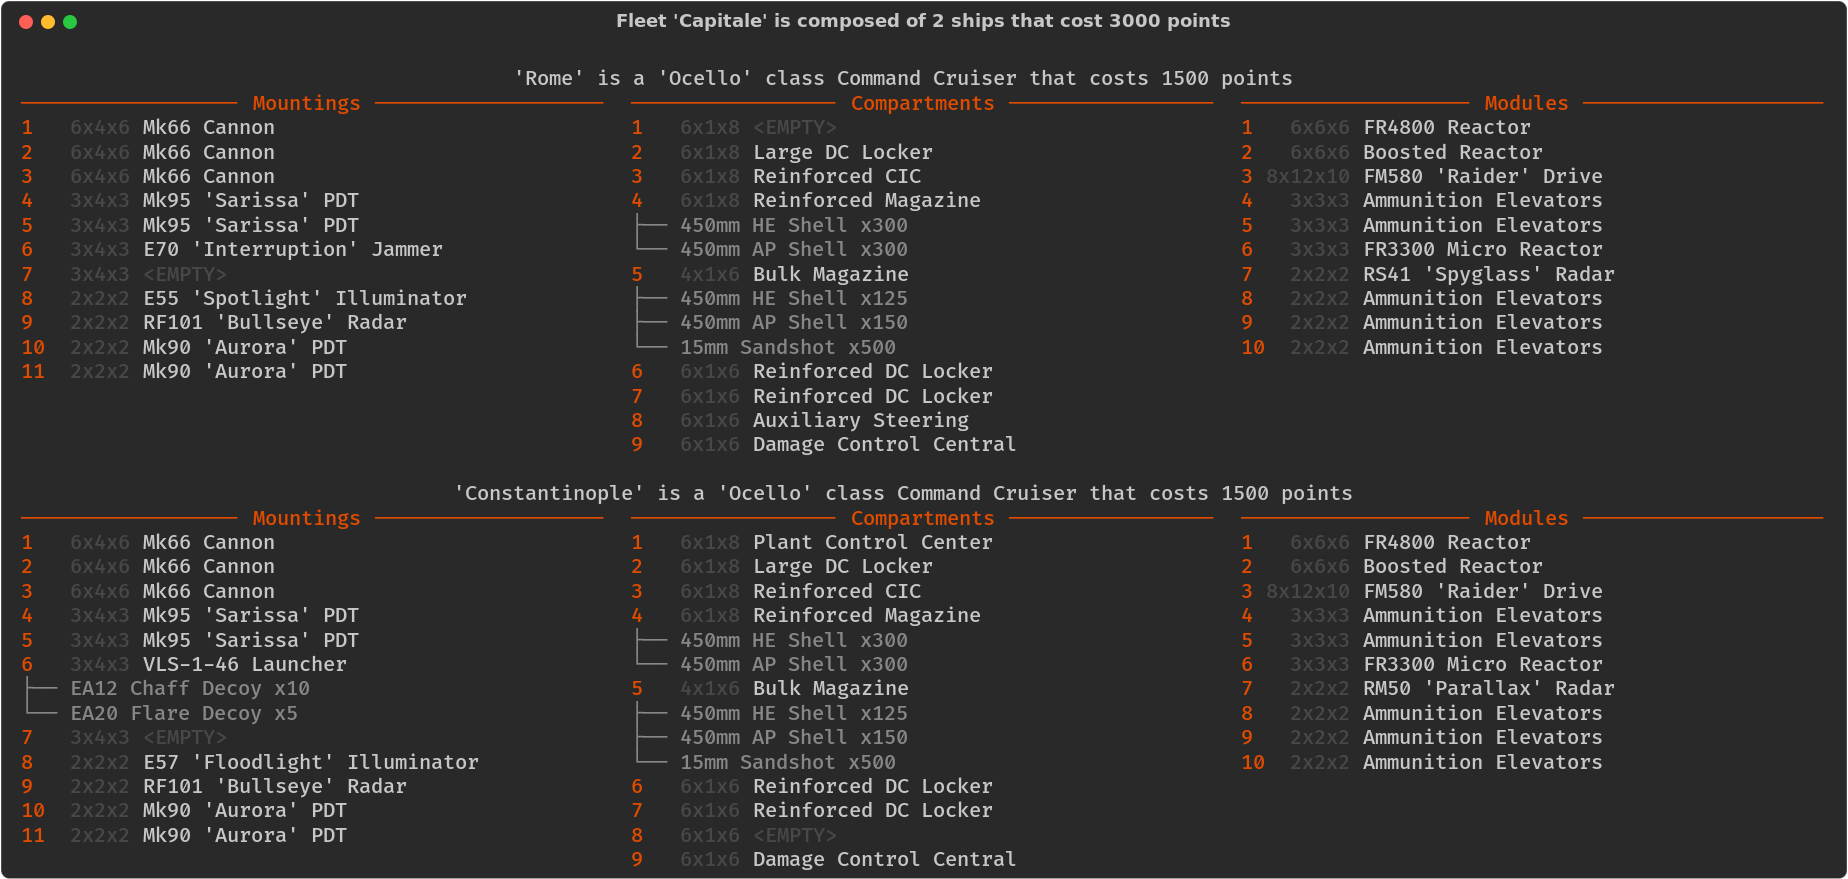 Fleet 'Capitale' is composed of 2 ships that cost 3000 points
'Rome' is a 'Ocello' class Command Cruiser that costs 1500 points
Mountings
1 6x4x6 Mk66 Cannon
2 6x4x6 Mk66 Cannon
3 6x4x6 Mk66 Cannon
4 3x4x3 Mk95 'Sarissa' PDT
5 3x4x3 Mk95 'Sarissa' PDT
6 3x4x3 E70 'Interruption' Jammer
7 3x4x3 <EMPTY>
8 2x2x2 E55 'Spotlight' Illuminator
9 2x2x2 RF101 'Bullseye' Radar
10 2x2x2 Mk90 'Aurora' PDT
11 2x2x2 Mk90 'Aurora' PDT
Compartments
1 6x1x8 <EMPTY>
2 6x1x8 Large DC Locker
3 6x1x8 Reinforced CIC
4 6x1x8 Reinforced Magazine
450mm HE Shell x300
450mm AP Shell x300
5 4x1x6 Bulk Magazine
450mm HE Shell x125
450mm AP Shell x150
15mm Sandshot x500
6 6x1x6 Reinforced DC Locker
7 6x1x6 Reinforced DC Locker
8 6x1x6 Auxiliary Steering
9 6x1x6 Damage Control Central
Modules
1 6x6x6 FR4800 Reactor
2 6x6x6 Boosted Reactor
3 8x12x10 FM580 'Raider' Drive
4 3x3x3 Ammunition Elevators
5 3x3x3 Ammunition Elevators
6 3x3x3 FR3300 Micro Reactor
7 2x2x2 RS41 'Spyglass' Radar
8 2x2x2 Ammunition Elevators
9 2x2x2 Ammunition Elevators
10 2x2x2 Ammunition Elevators
'Constantinople' is a 'Ocello' class Command Cruiser that costs 1500 points
Mountings
1 6x4x6 Mk66 Cannon
2 6x4x6 Mk66 Cannon
3 6x4x6 Mk66 Cannon
4 3x4x3 Mk95 'Sarissa' PDT
5 3x4x3 Mk95 'Sarissa' PDT
6 3x4x3 VLS-1-46 Launcher
EA12 Chaff Decoy x10
EA20 Flare Decoy x5
7 3x4x3 <EMPTY>
8 2x2x2 E57 'Floodlight' Illuminator
9 2x2x2 RF101 'Bullseye' Radar
10 2x2x2 Mk90 'Aurora' PDT
11 2x2x2 Mk90 'Aurora' PDT
Compartments
1 6x1x8 Plant Control Center
2 6x1x8 Large DC Locker
3 6x1x8 Reinforced CIC
4 6x1x8 Reinforced Magazine
450mm HE Shell x300
450mm AP Shell x300
5 4x1x6 Bulk Magazine
450mm HE Shell x125
450mm AP Shell x150
15mm Sandshot x500
6 6x1x6 Reinforced DC Locker
7 6x1x6 Reinforced DC Locker
8 6x1x6 <EMPTY>
9 6x1x6 Damage Control Central
Modules
1 6x6x6 FR4800 Reactor
2 6x6x6 Boosted Reactor
3 8x12x10 FM580 'Raider' Drive
4 3x3x3 Ammunition Elevators
5 3x3x3 Ammunition Elevators
6 3x3x3 FR3300 Micro Reactor
7 2x2x2 RM50 'Parallax' Radar
8 2x2x2 Ammunition Elevators
9 2x2x2 Ammunition Elevators
10 2x2x2 Ammunition Elevators